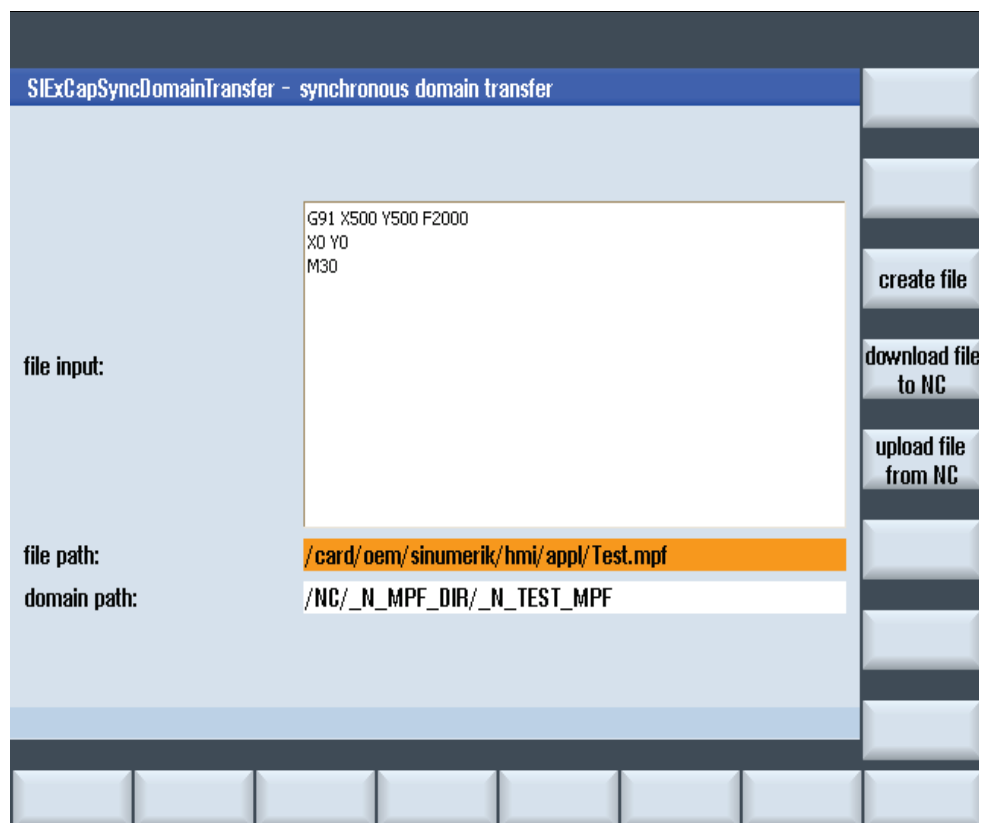 SlExCapSyncDomainTransfer - synchronous domain transfer
G91 X500 Y500 F2000
X0 Y0
M30
create file
file input:
download file
to NC
upload file
from NC
file path:
/card/oem/sinumerik/hmi/appl/Test.mpf
domain path:
/NC/_N_MPF_DIR/_N_TEST_MPF